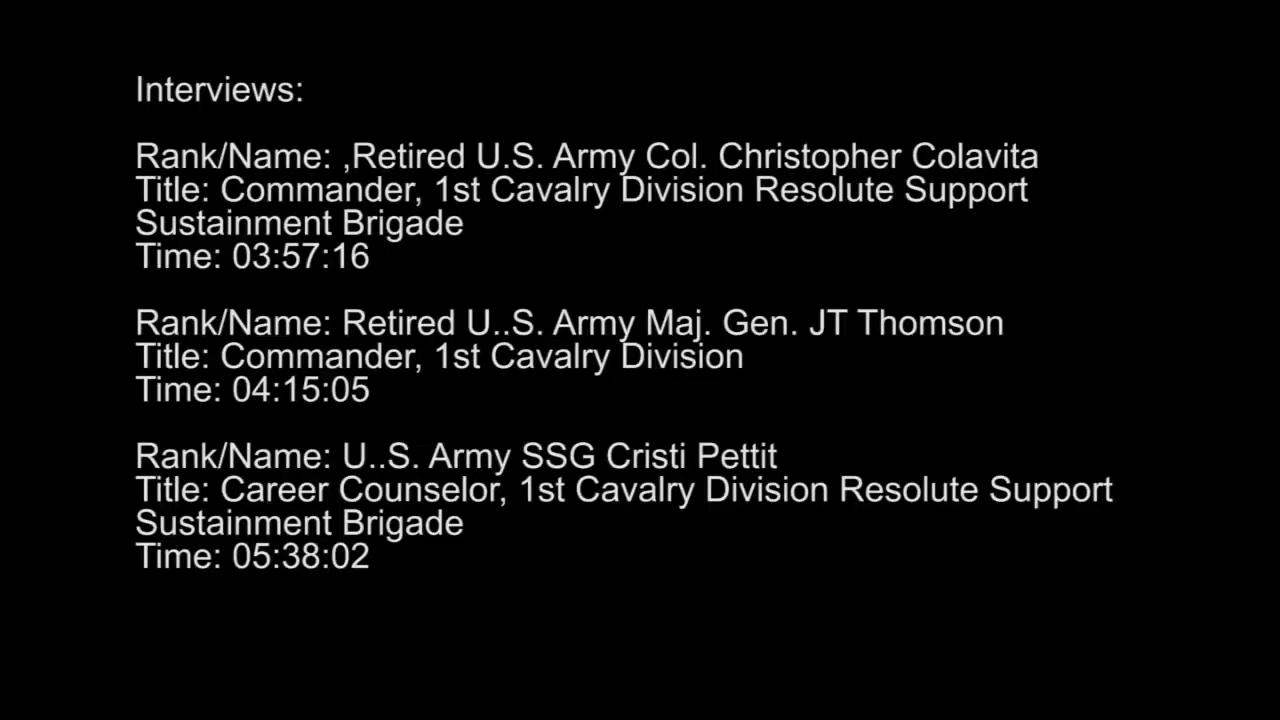 Interviews:
Rank/Name: ,Retired U.S. Army Col. Christopher Colavita
Title: Commander, 1st Cavalry Division Resolute Support
Sustainment Brigade
Time: 03:57:16
Rank/Name: Retired U..S. Army Maj. Gen. JT Thomson
Title: Commander, 1st Cavalry Division
Time: 04:15:05
Rank/Name: U..S. Army SSG Cristi Pettit
Title: Career Counselor, 1st Cavalry Division Resolute Support
Sustainment Brigade
Time: 05:38:02